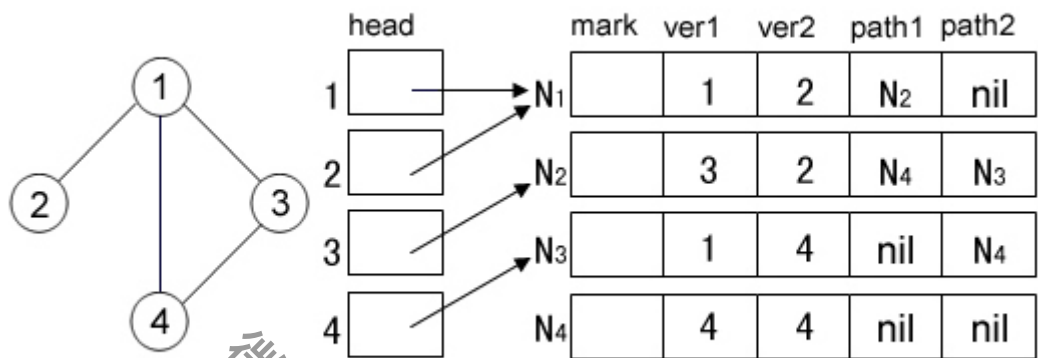 head mark ver1 ver2 path1 path2
1
2
3
4
1 N1 1 2 N2 nil
2 N2 3 2 N4 N3
3 N3 1 4 nil N4
4 N4 4 4 nil nil